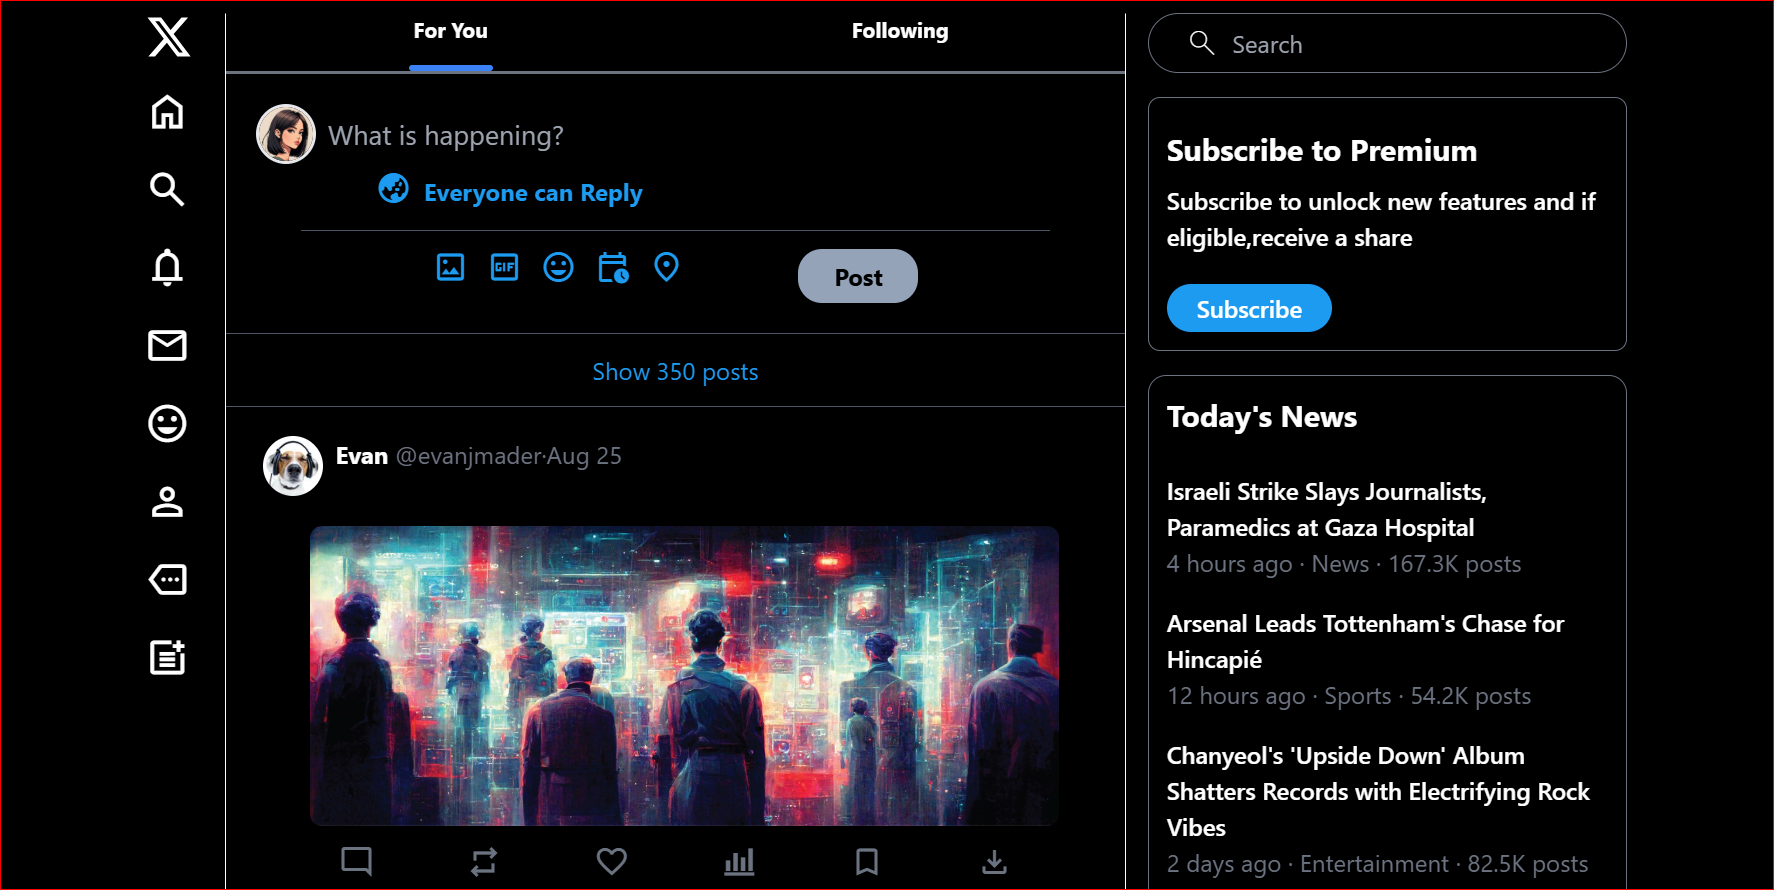 For You
Following
What is happening?
Everyone can Reply
GIF
Post
Show 350 posts
Evan @evanjmader·Aug 25
Search
Subscribe to Premium
Subscribe to unlock new features and if
eligible,receive a share
Subscribe
Today's News
Israeli Strike Slays Journalists,
Paramedics at Gaza Hospital
4 hours ago · News · 167.3K posts
Arsenal Leads Tottenham's Chase for
Hincapié
12 hours ago · Sports · 54.2K posts
Chanyeol's 'Upside Down' Album
Shatters Records with Electrifying Rock
Vibes
2 days ago · Entertainment · 82.5K posts